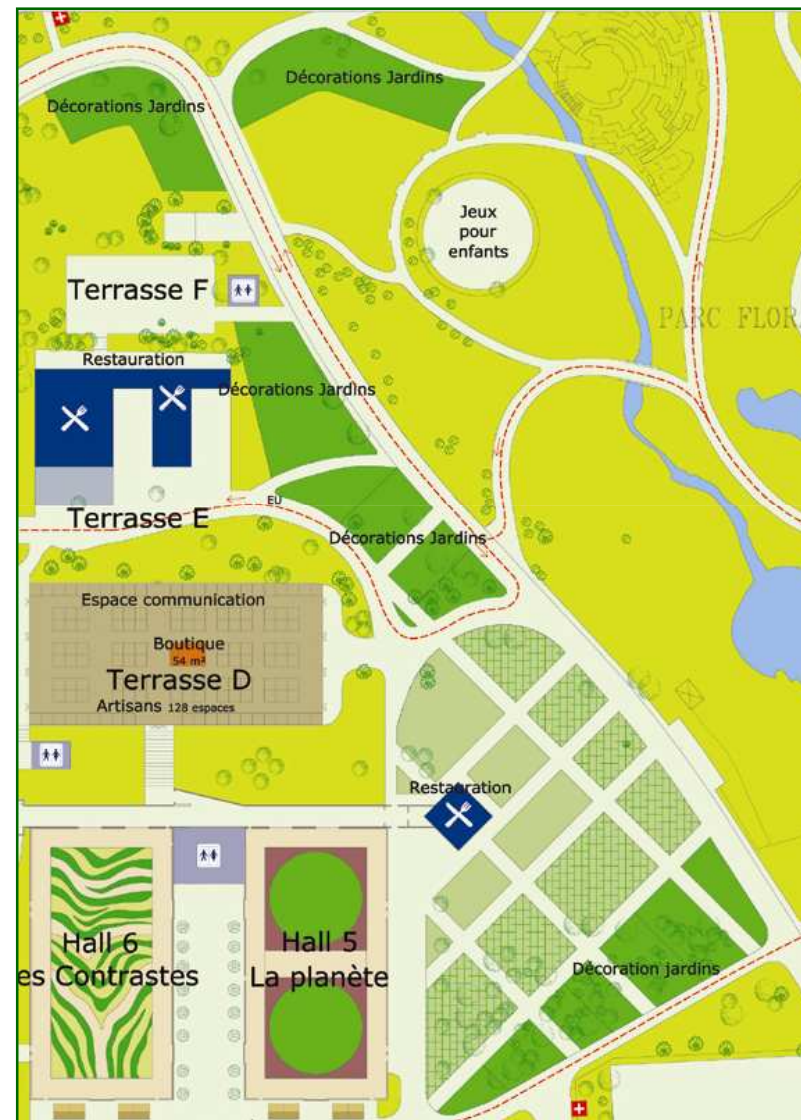 Décorations Jardins
Décorations Jardins
Jeux
pour
enfants
Terrasse F
PARC FLOR
Restauration
Décorations Jardins
EU
Terrasse E
Décorations Jardins
Espace communication
Boutique
54 m²
Terrasse D
Artisans 128 espaces
Restauration
Hall 6
es Contrastes
Hall 5
La planète
Décoration jardins